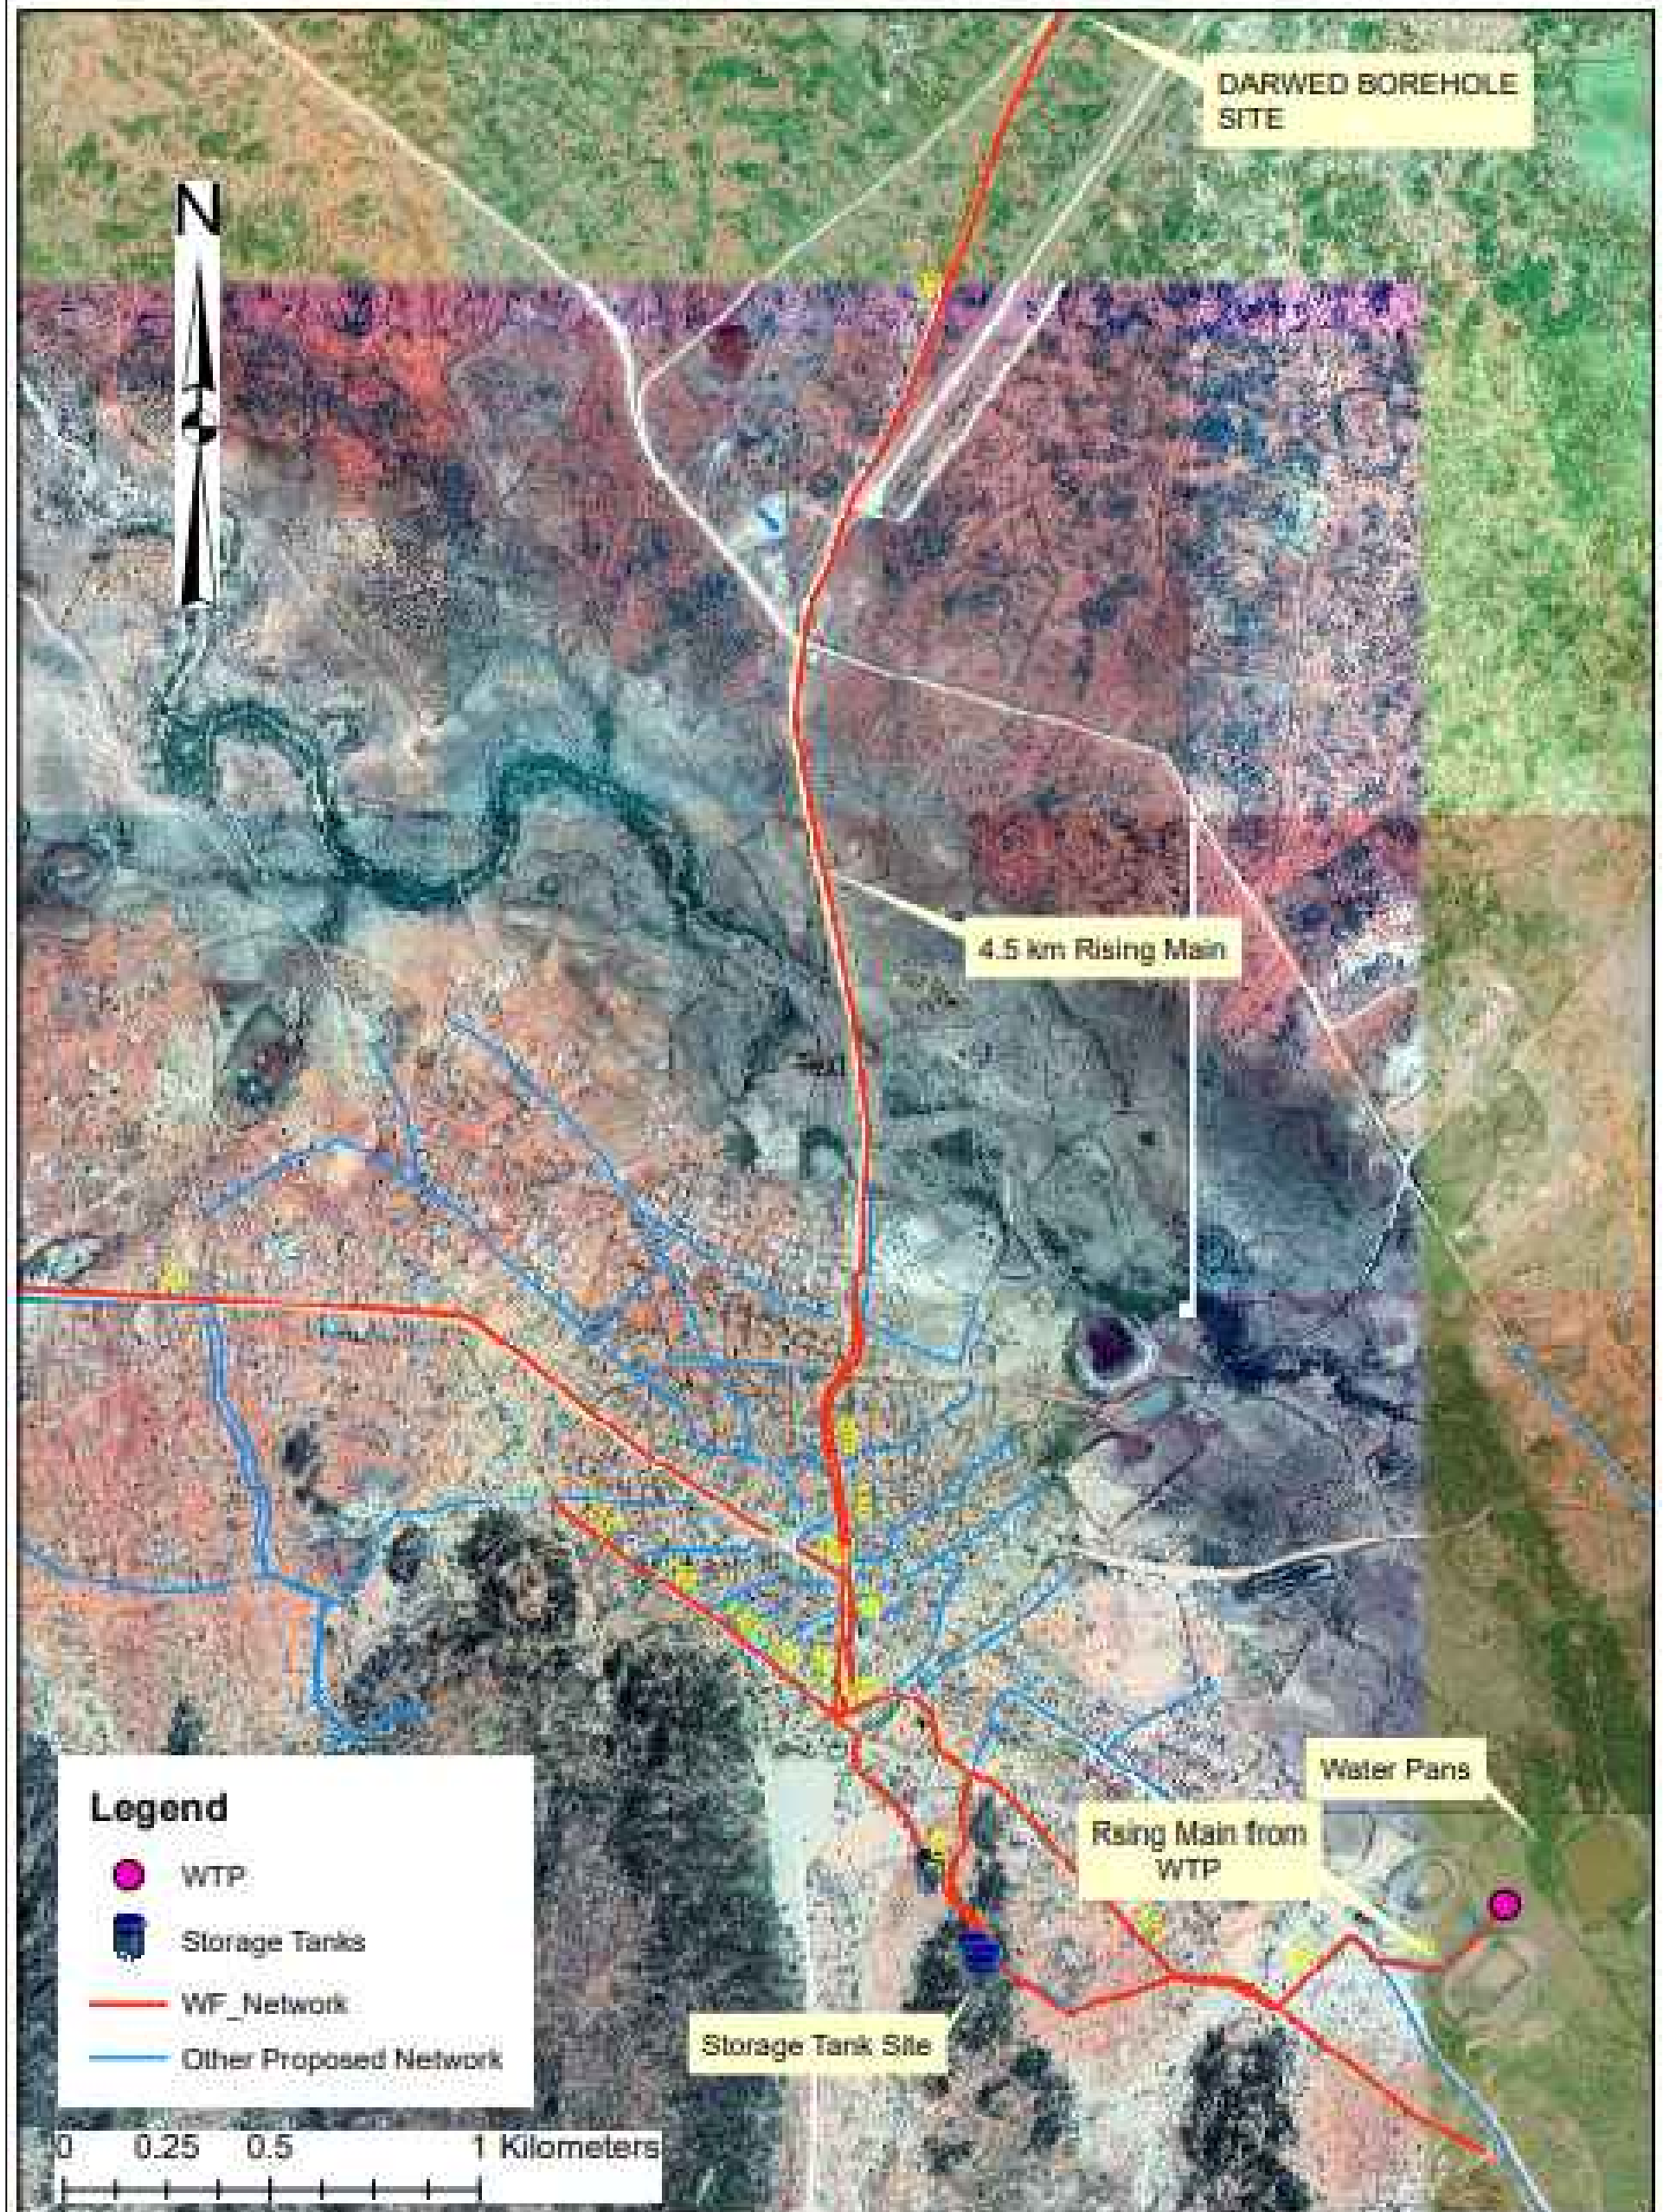 DARWED BOREHOLE
SITE
N
4.5 km Rising Main
Water Pans
Rsing Main from
WTP
Storage Tank Site
Legend
WTP
Storage Tanks
WF_Network
Other Proposed Network
0 0.25 0.5 1 Kilometers